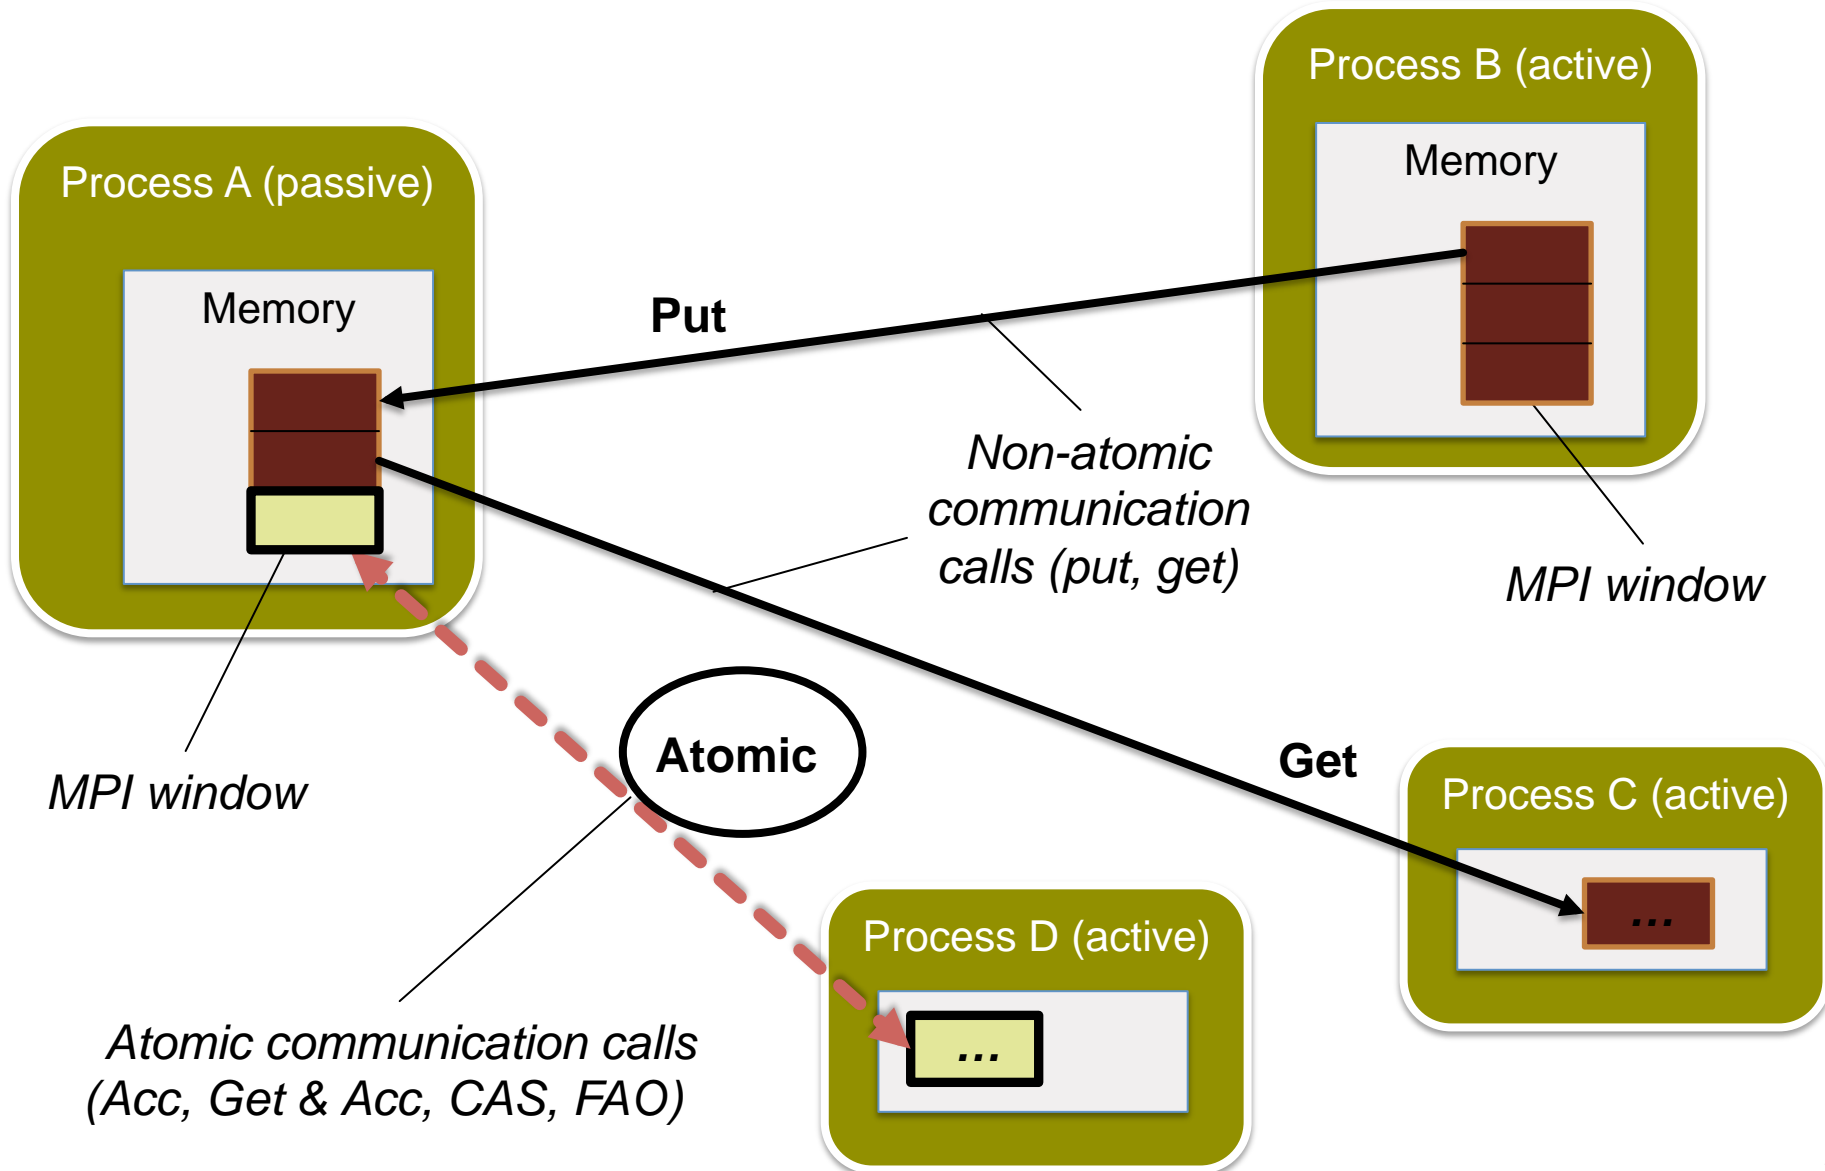 Process B (active)
Memory
Process A (passive)
Memory
Put
Non-atomic
communication
calls (put, get)
MPI window
Atomic
Get
MPI window
Process C (active)
...
Process D (active)
...
Atomic communication calls
(Acc, Get & Acc, CAS, FAO)